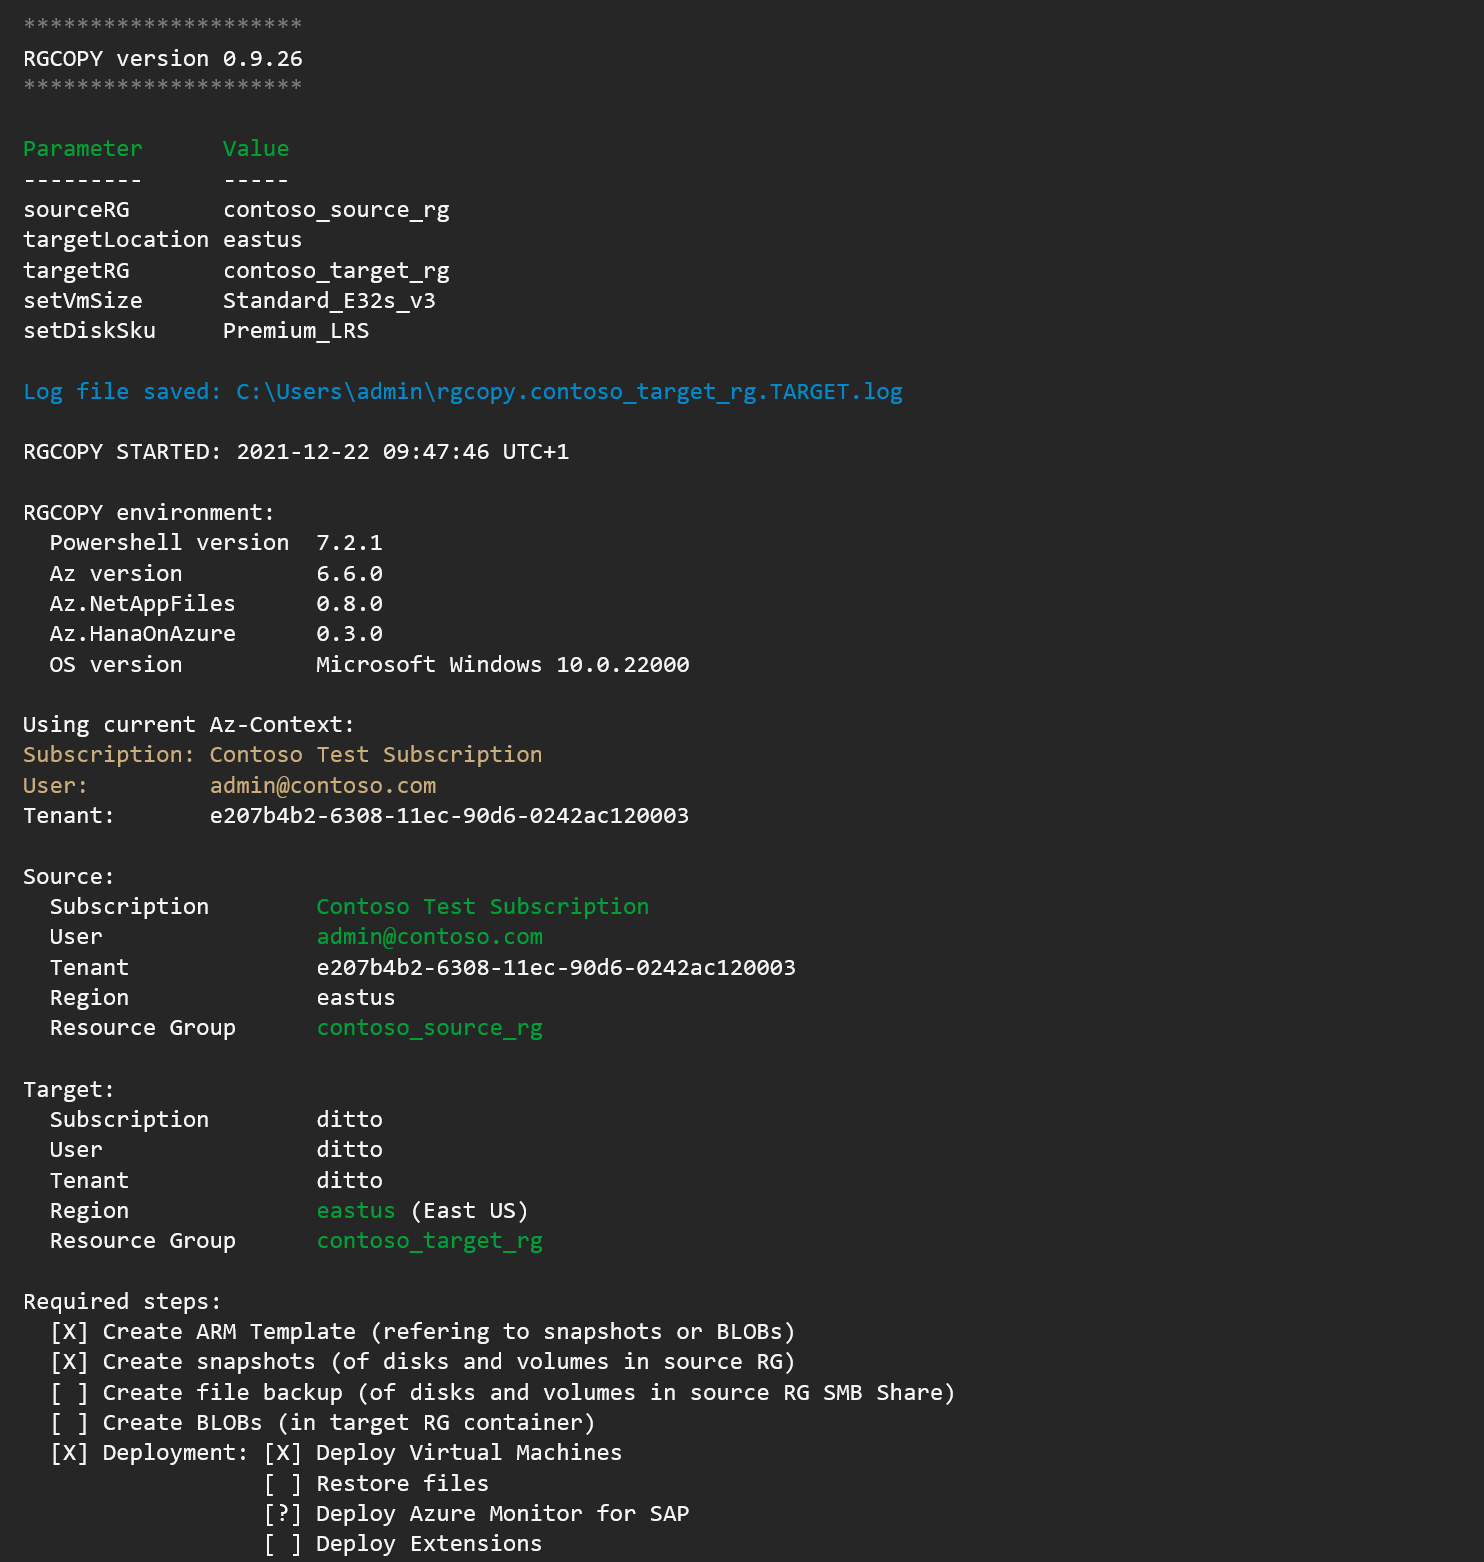 *********************
RGCOPY version 0.9.26
*********************
Parameter      Value
---------      -----
sourceRG       contoso_source_rg
targetLocation eastus
targetRG       contoso_target_rg
setVmSize      Standard_E32s_v3
setDiskSku     Premium_LRS
Log file saved: C:\Users\admin\rgcopy.contoso_target_rg.TARGET.log
RGCOPY STARTED: 2021-12-22 09:47:46 UTC+1
RGCOPY environment:
  Powershell version  7.2.1
  Az version          6.6.0
  Az.NetAppFiles      0.8.0
  Az.HanaOnAzure      0.3.0
  OS version          Microsoft Windows 10.0.22000
Using current Az-Context:
Subscription: Contoso Test Subscription
User:         admin@contoso.com
Tenant:       e207b4b2-6308-11ec-90d6-0242ac120003
Source:
  Subscription        Contoso Test Subscription
  User                admin@contoso.com
  Tenant              e207b4b2-6308-11ec-90d6-0242ac120003
  Region              eastus
  Resource Group      contoso_source_rg
Target:
  Subscription        ditto
  User                ditto
  Tenant              ditto
  Region              eastus (East US)
  Resource Group      contoso_target_rg
Required steps:
  [X] Create ARM Template (refering to snapshots or BLOBs)
  [X] Create snapshots (of disks and volumes in source RG)
  [ ] Create file backup (of disks and volumes in source RG SMB Share)
  [ ] Create BLOBs (in target RG container)
  [X] Deployment: [X] Deploy Virtual Machines
                  [ ] Restore files
                  [?] Deploy Azure Monitor for SAP
                  [ ] Deploy Extensions